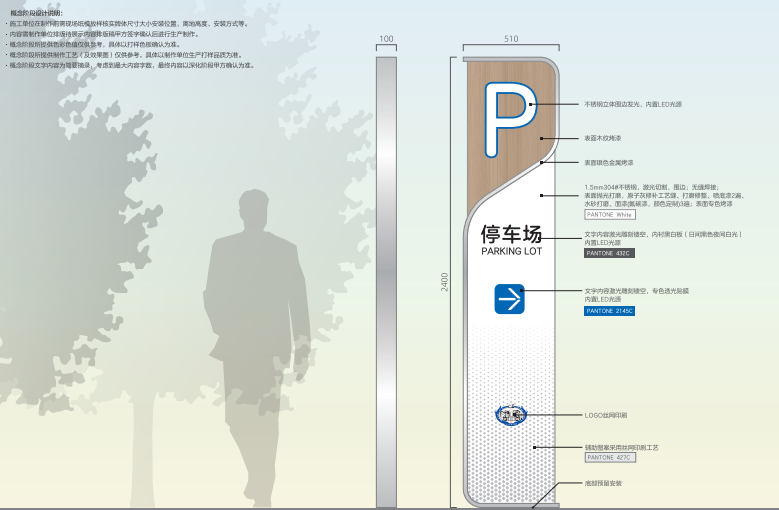 概念阶段设计说明：
· 施工单位在制作前需现场纸模放样核实牌体尺寸大小安装位置、离地高度、安装方式等。
· 内容需制作单位排版待展示内容排版稿甲方签字确认后进行生产制作。
· 概念阶段所提供色彩色值仅供参考，具体以打样色板确认为准。
· 概念阶段所提供制作工艺（及效果图）仅供参考，具体以制作单位生产打样品质为准。
· 概念阶段文字内容为简要摘录，考虑到最大内容字数，最终内容以深化阶段甲方确认为准。
100
510
2400
P
停车场
PARKING LOT
不锈钢立体围边发光，内置LED光源
表面木纹烤漆
表面银色金属烤漆
1.5mm304#不锈钢，激光切割，围边；无缝焊接，
表面抛光打磨，原子灰修补工艺缝、打磨修整、喷底漆2遍、
水砂打磨、面漆(氟碳漆，颜色定制)3遍；表面专色烤漆
PANTONE White
文字内容激光雕刻镂空，内衬黑白板（日间黑色夜间白光）
内置LED光源
PANTONE 432C
文字内容激光雕刻镂空，专色透光贴膜
内置LED光源
PANTONE 2145C
LOGO丝网印刷
辅助图案采用丝网印刷工艺
PANTONE 427C
底部预留安装